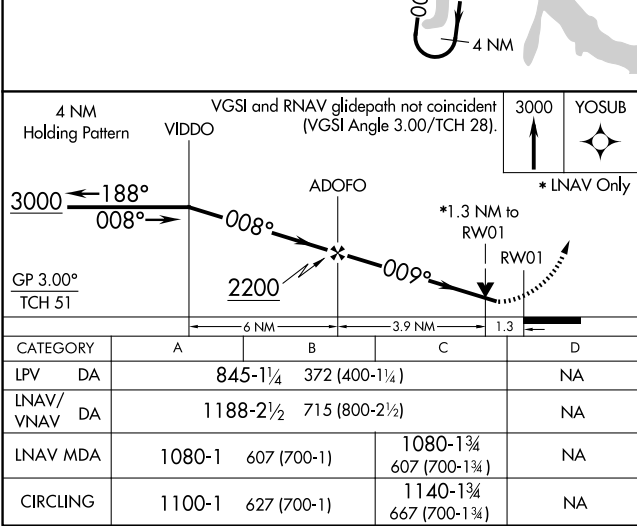 00
4 NM
4 NM
Holding Pattern
VIDDO
VGSI and RNAV glidepath not coincident
(VGSI Angle 3.00/TCH 28).
3000
YOSUB
* LNAV Only
3000
188°
008°
008°
ADOFO
009°
*1.3 NM to
RW01
RW01
2200
GP 3.00°
TCH 51
6 NM
3.9 NM
1.3
CATEGORY A B C D
LPV DA 845-1¼ 372 (400-1¼) NA
LNAV/
VNAV DA 1188-2½ 715 (800-2½) NA
LNAV MDA 1080-1 607 (700-1) 1080-1¾
607 (700-1¾) NA
CIRCLING 1100-1 627 (700-1) 1140-1¾
667 (700-1¾) NA